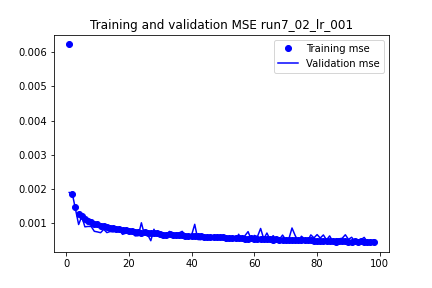 Training and validation MSE run7_02_lr_001
Training mse
Validation mse
0.006
0.005
0.004
0.003
0.002
0.001
0 20 40 60 80 100